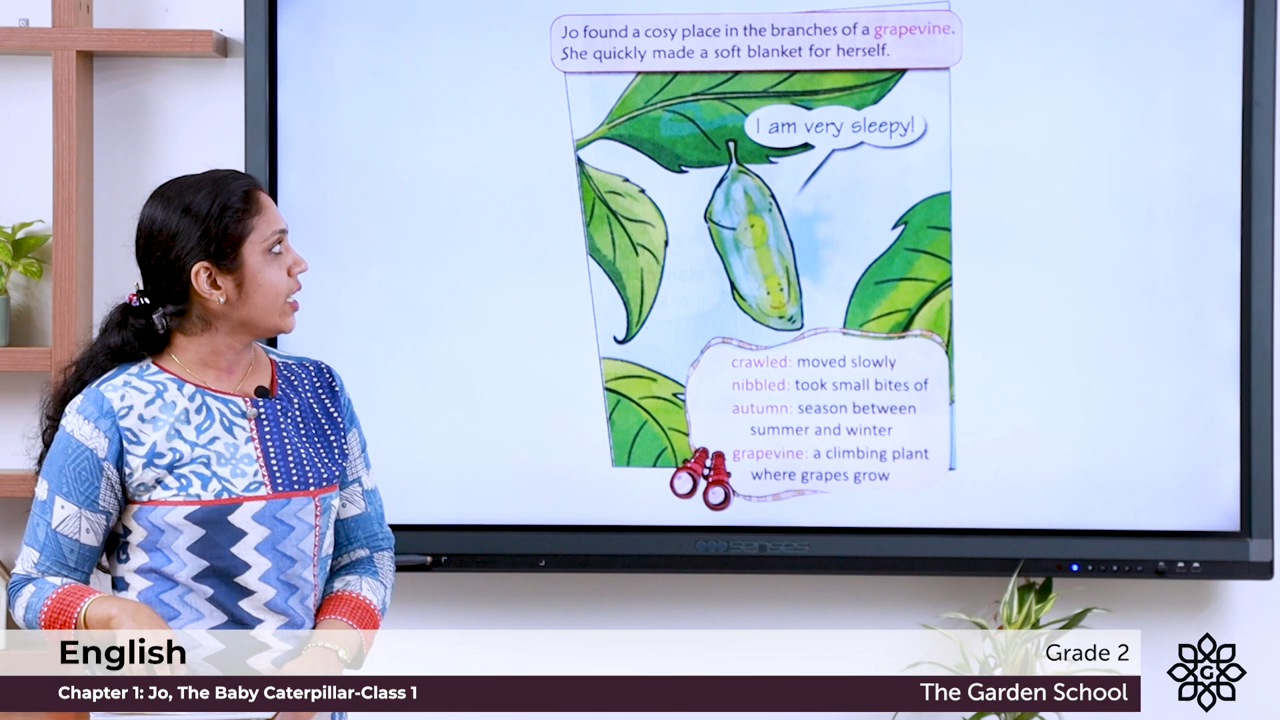 Jo found a cosy place in the branches of a grapevine.
She quickly made a soft blanket for herself.
I am very sleepy!
crawled: moved slowly
nibbled: took small bites of
autumn: season between
summer and winter
grapevine: a climbing plant
where grapes grow
senses
English
Grade 2
Chapter 1: Jo, The Baby Caterpillar-Class 1
The Garden School
G